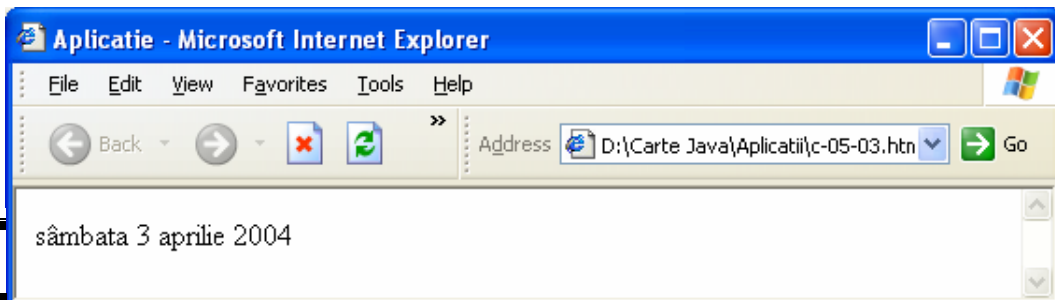 Aplicatie - Microsoft Internet Explorer
File Edit View Favorites Tools Help
Back » Address D:\Carte Java\Aplicatii\c-05-03.htn Go
sâmbata 3 aprilie 2004